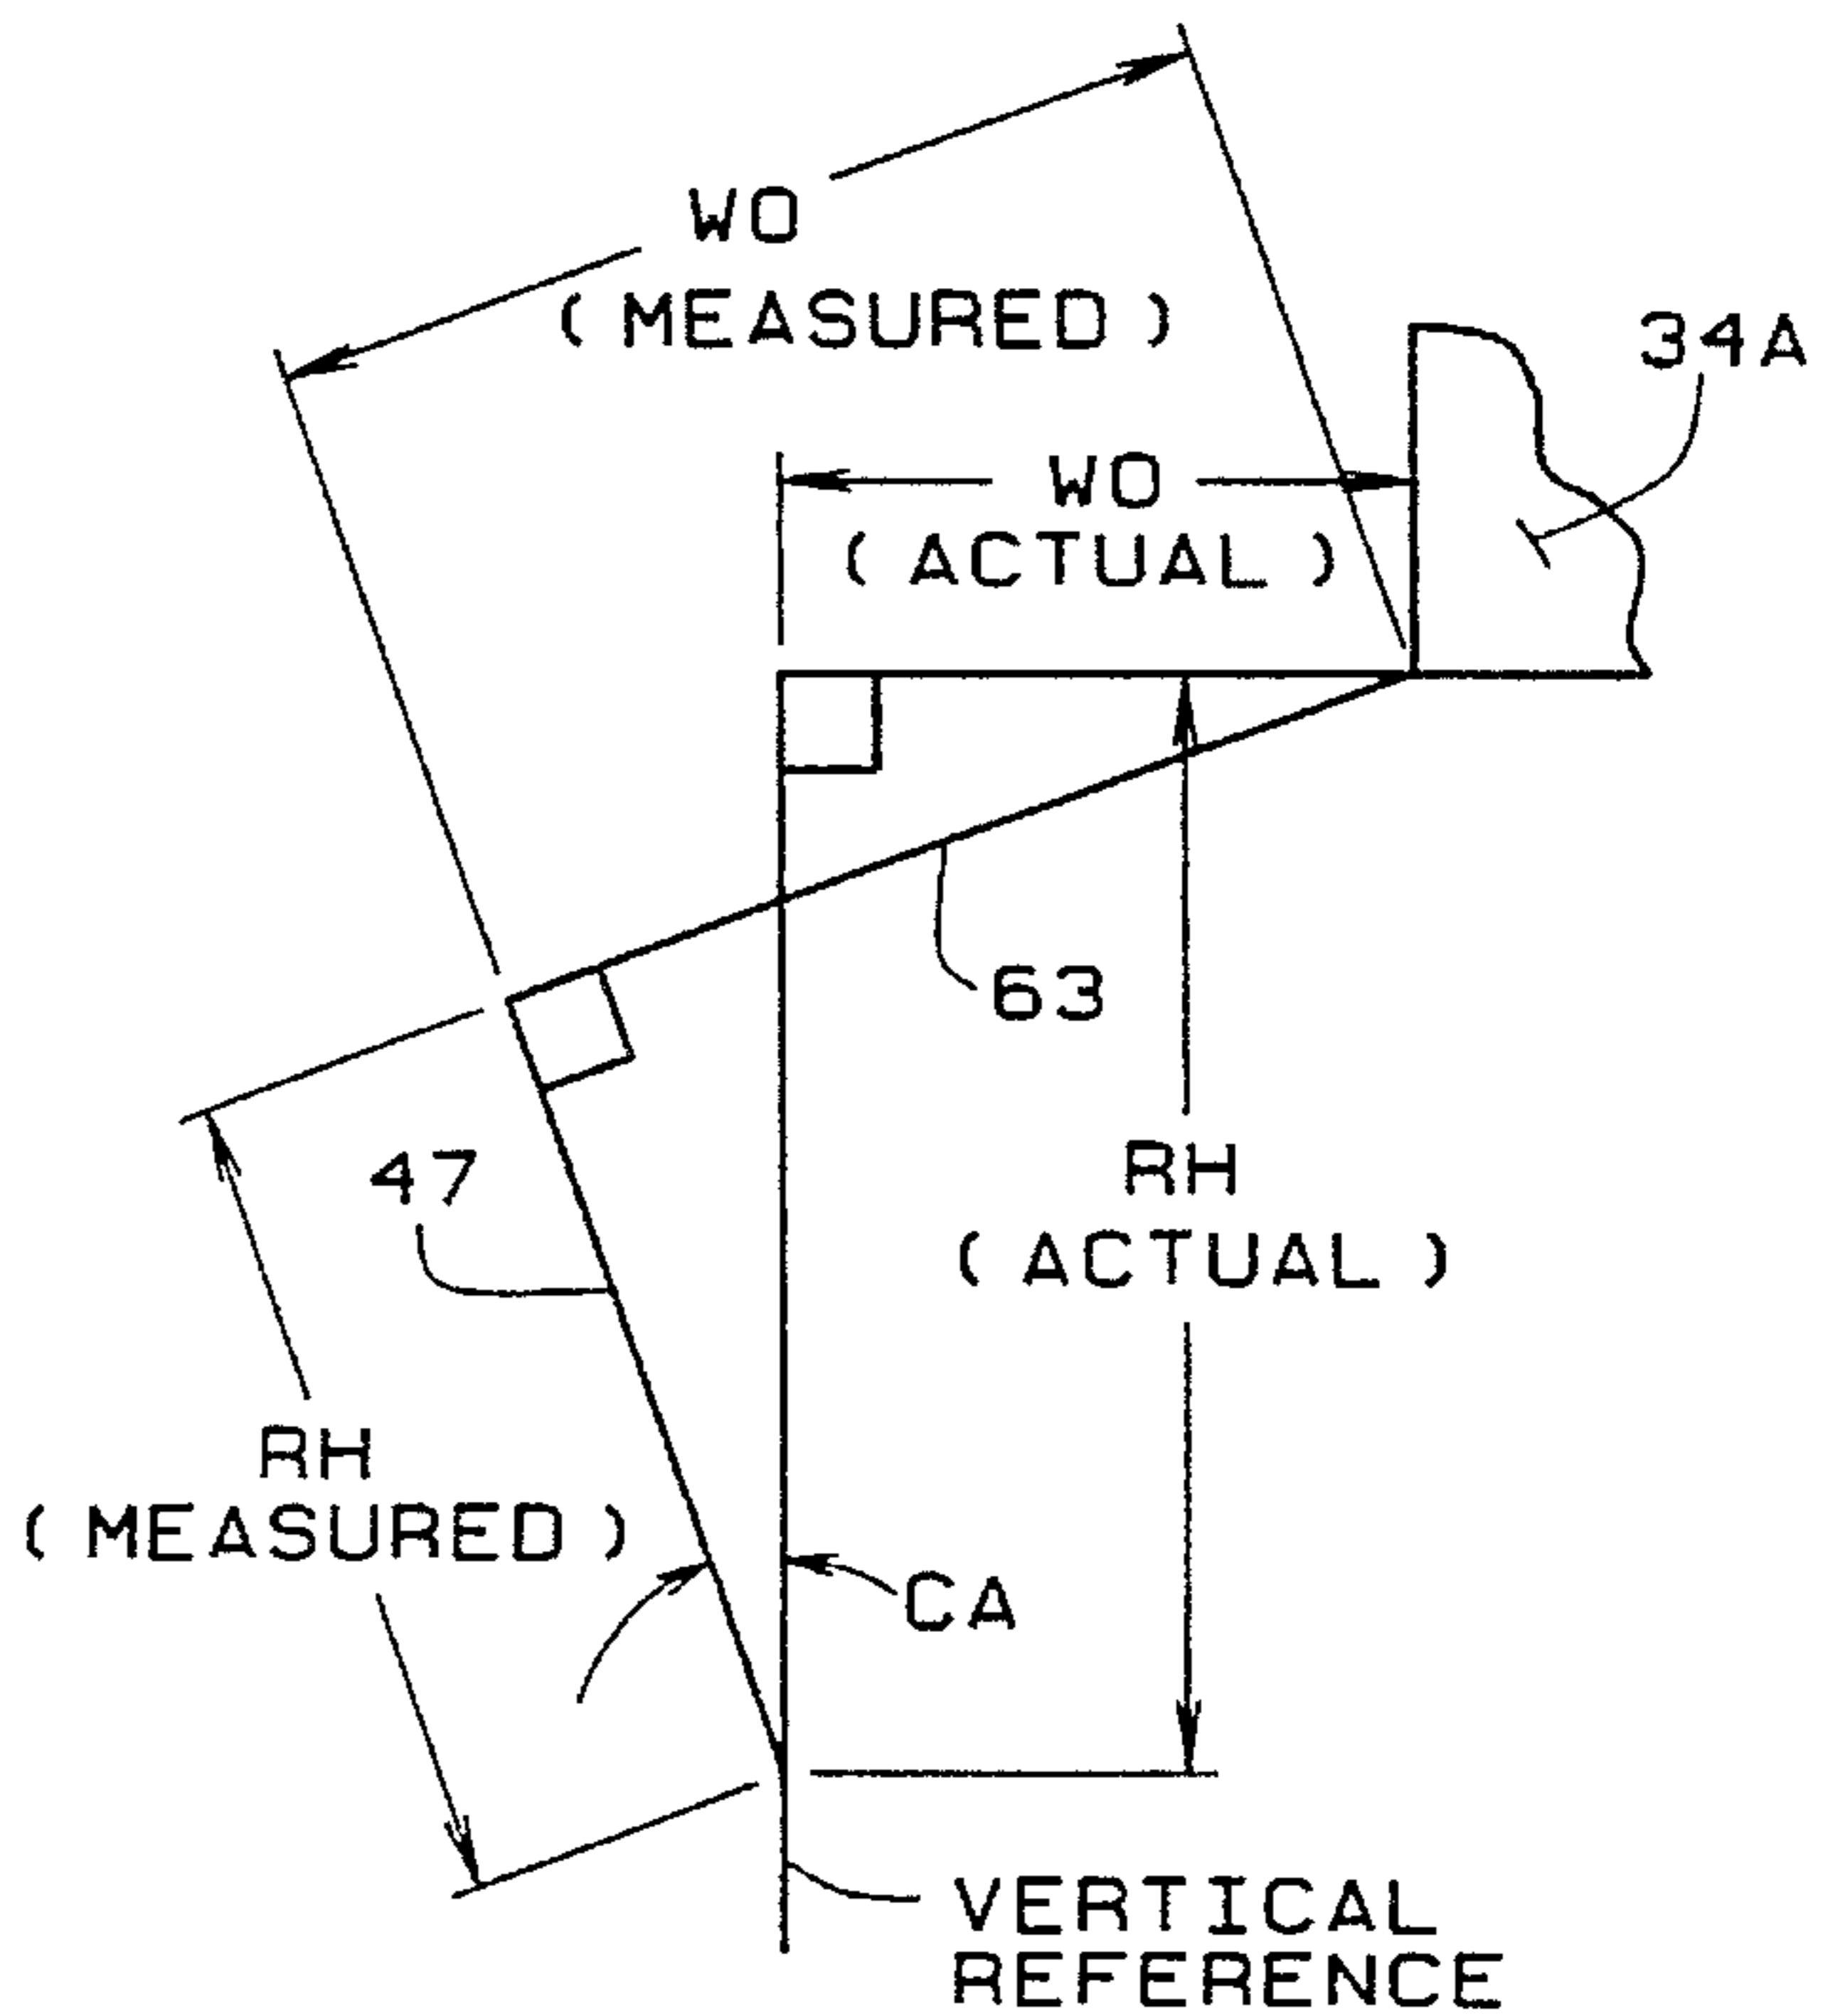 WO
( MEASURED )
34A
WO
( ACTUAL )
63
47
RH
( ACTUAL )
RH
( MEASURED )
CA
VERTICAL
REFERENCE